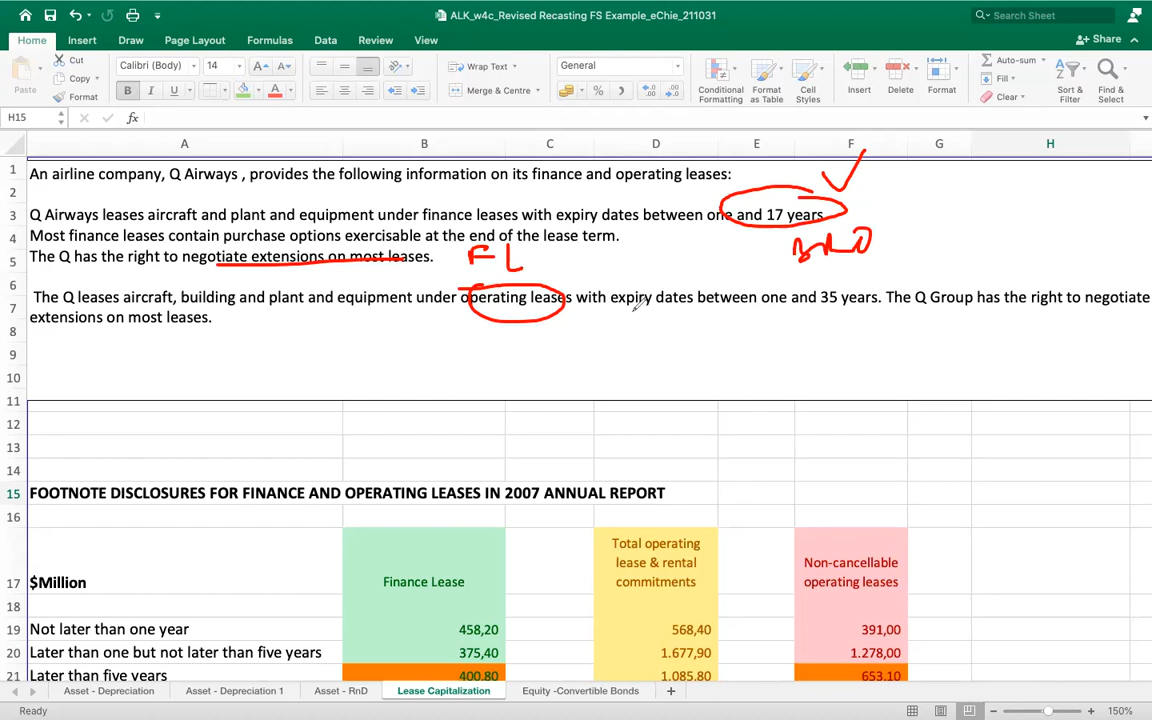 ALK_w4c_Revised Recasting FS Example_eChie_211031
Search Sheet
Home Insert Draw Page Layout Formulas Data Review View
Share
Paste
Cut
Copy
Format
Calibri (Body) 14
B I U
Wrap Text
Merge & Centre
General
Conditional Formatting
Format as Table
Cell Styles
Insert
Delete
Format
Auto-sum
Fill
Clear
Sort & Filter
Find & Select
H15 fx
A B C D E F G H
1 An airline company, Q Airways , provides the following information on its finance and operating leases:
2
3 Q Airways leases aircraft and plant and equipment under finance leases with expiry dates between one and 17 years.
4 Most finance leases contain purchase options exercisable at the end of the lease term.
5 The Q has the right to negotiate extensions on most leases.
FL
6
7 The Q leases aircraft, building and plant and equipment under operating leases with expiry dates between one and 35 years. The Q Group has the right to negotiate
8 extensions on most leases.
9
10
11
12
13
14
15 FOOTNOTE DISCLOSURES FOR FINANCE AND OPERATING LEASES IN 2007 ANNUAL REPORT
16
17 $Million Finance Lease Total operating lease & rental commitments Non-cancellable operating leases
18
19 Not later than one year 458,20 568,40 391,00
20 Later than one but not later than five years 375,40 1.677,90 1.278,00
21 Later than five years 400,80 1.085,80 653,10
Asset - Depreciation Asset - Depreciation 1 Asset - RnD Lease Capitalization Equity -Convertible Bonds +
Ready
150%